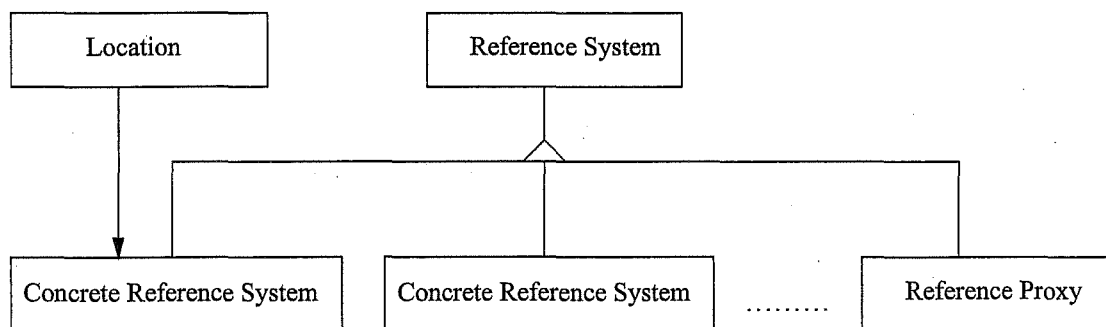 Location
Reference System
Concrete Reference System
Concrete Reference System
.........
Reference Proxy